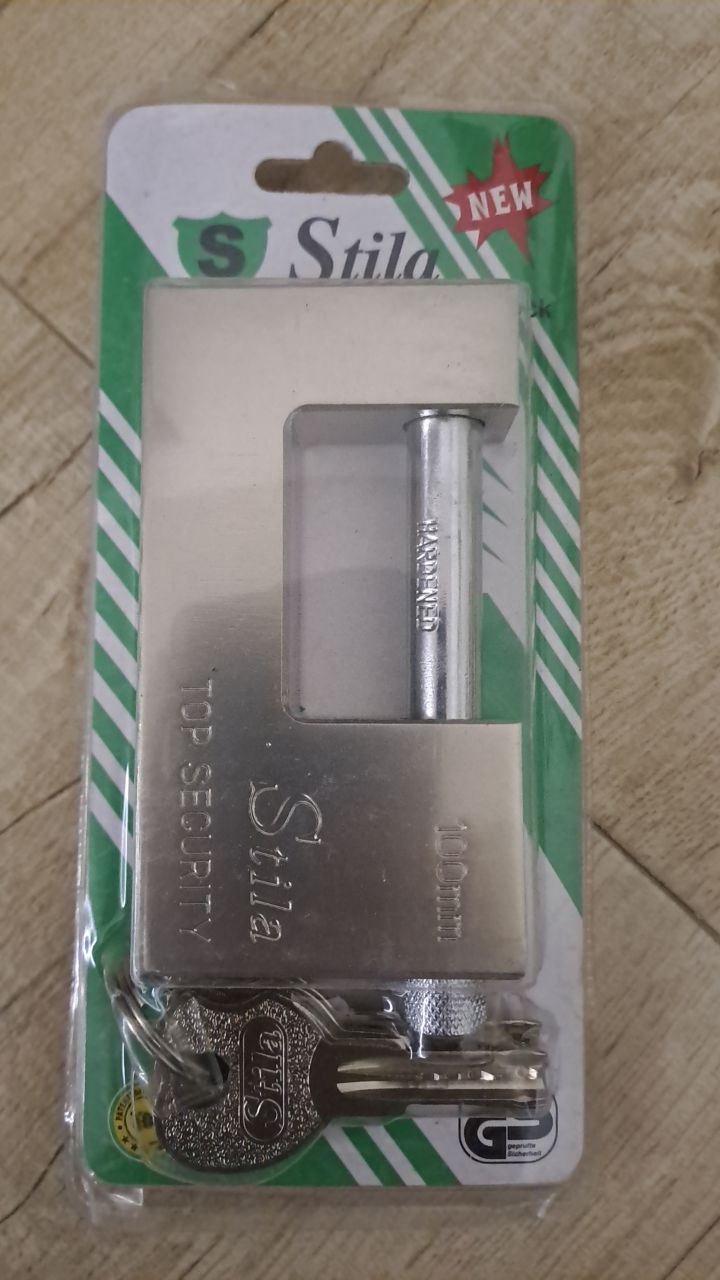 NEW
S
Stila
HARDENED
TOP SECURITY
Stila
100mm
Stila
GS
geprüfte
Sicherheit